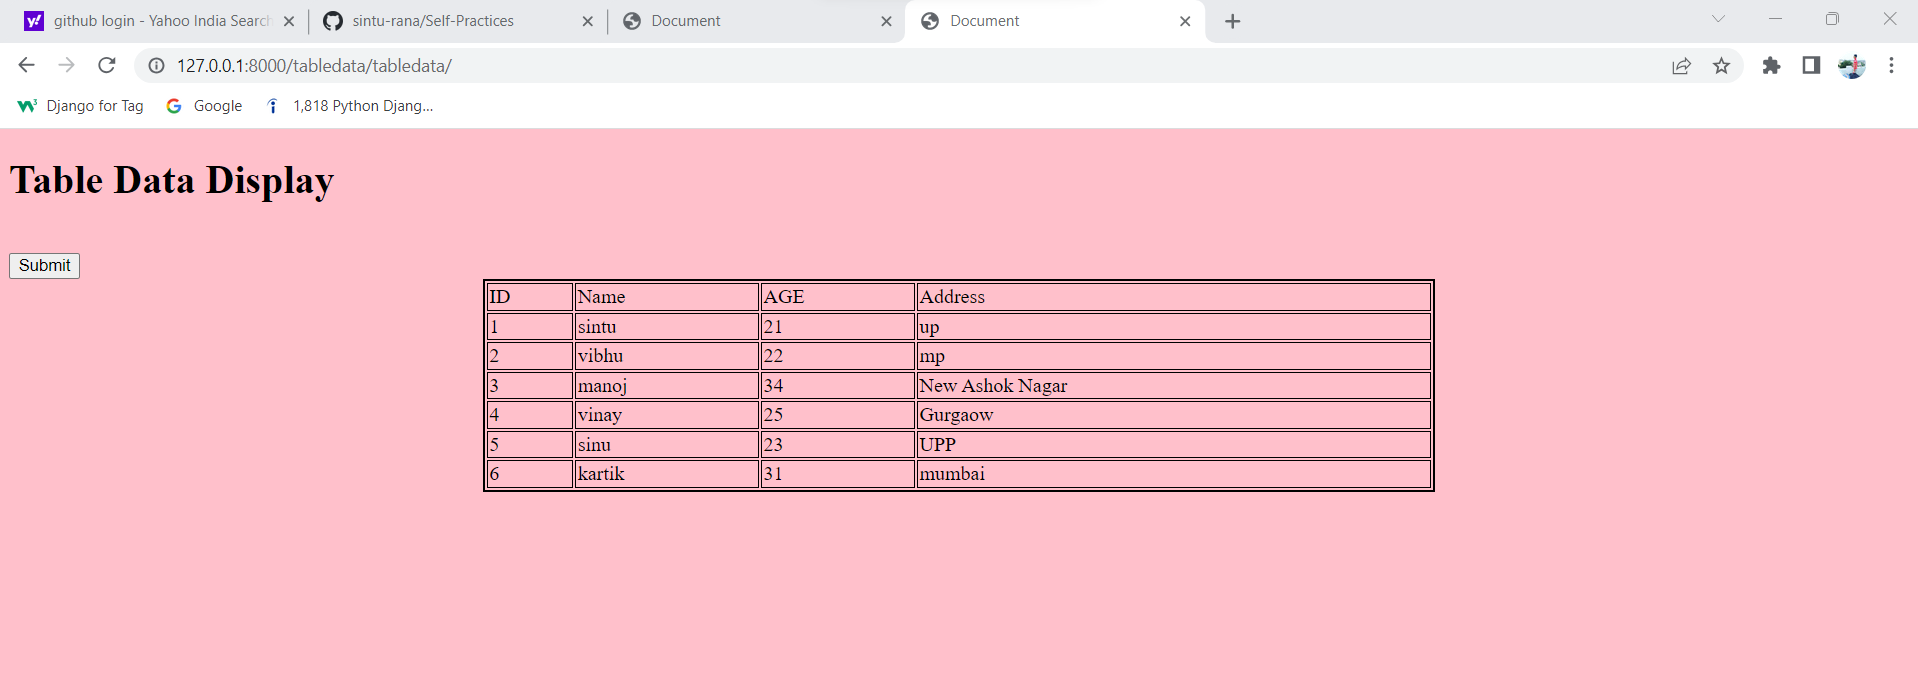 github login - Yahoo India Search
sintu-rana/Self-Practices
Document
Document
127.0.0.1:8000/tabledata/tabledata/
Django for Tag
Google
1,818 Python Djang...
Table Data Display
Submit
ID Name AGE Address
1 sintu 21 up
2 vibhu 22 mp
3 manoj 34 New Ashok Nagar
4 vinay 25 Gurgaow
5 sinu 23 UPP
6 kartik 31 mumbai